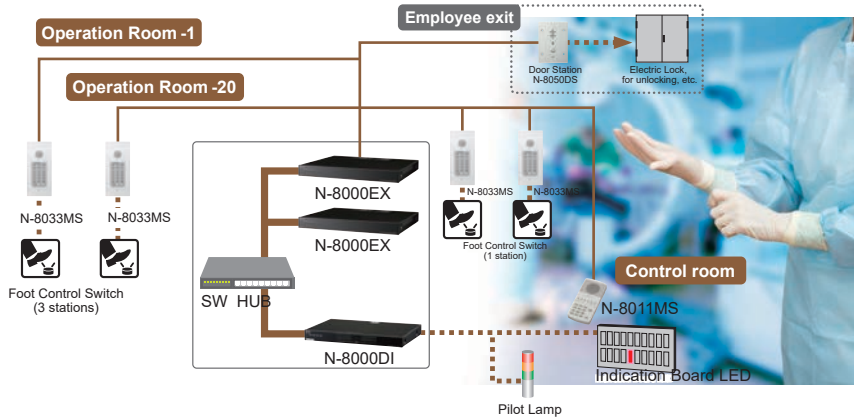 Employee exit
Operation Room -1
Door Station
N-8050DS
Electric Lock,
for unlocking, etc.
Operation Room -20
N-8033MS
N-8033MS
N-8000EX
N-8000EX
N-8033MS
N-8033MS
Foot Control Switch
(1 station)
Foot Control Switch
(3 stations)
SW HUB
Control room
N-8011MS
N-8000DI
Indication Board LED
Pilot Lamp